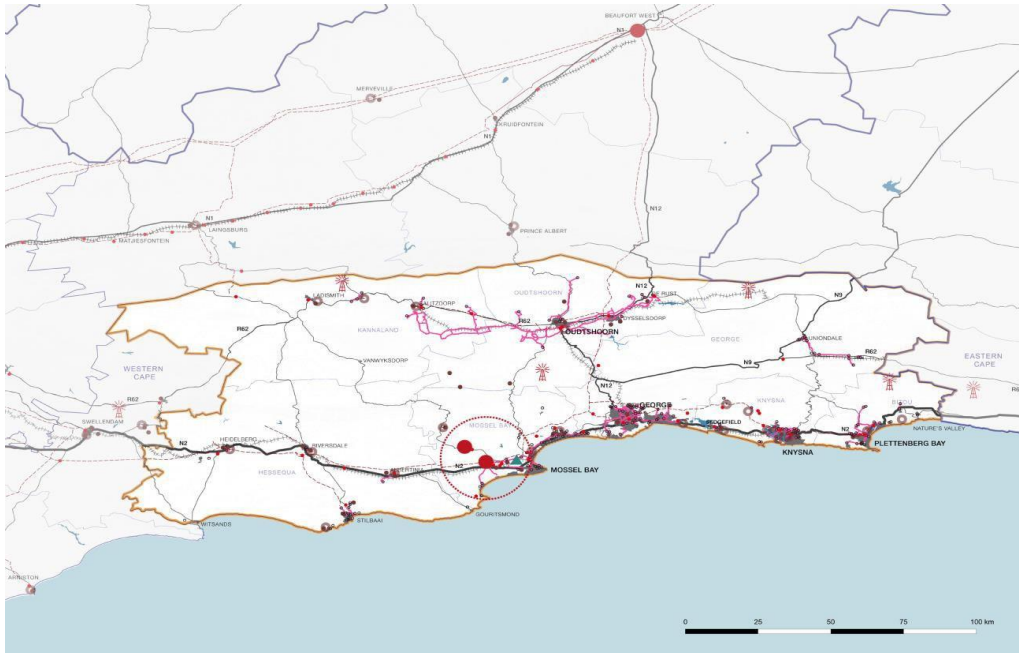 BEAUFORT WEST
N1
MERVEVILLE
KRUIDFONTEIN
N1
N12
N1
LAINGSBURG
PRINCE ALBERT
MATJIESFONTEIN
OUDTSHOORN
N12
DE RUST
N9
LADISMITH
CALITZDORP
R62
DYSSELSDORP
OUDTSHOORN
R62
KANNALAND
GEORGE
UNIONDALE
R62
VANWYKSDORP
N9
EASTERN
CAPE
WESTERN
CAPE
R62
N12
KNYSNA
BITOU
GEORGE
SWELLENDAM
MOSSEL BAY
SEDGEFIELD
N2
NATURE'S VALLEY
N2
HEIDELBERG
RIVERSDALE
PLETTENBERG BAY
KNYSNA
HESSEQUA
ALBERTINIA
N2
MOSSEL BAY
GOURITSMOND
WITSANDS
STILBAAI
ARNISTON
0 25 50 75 100 km